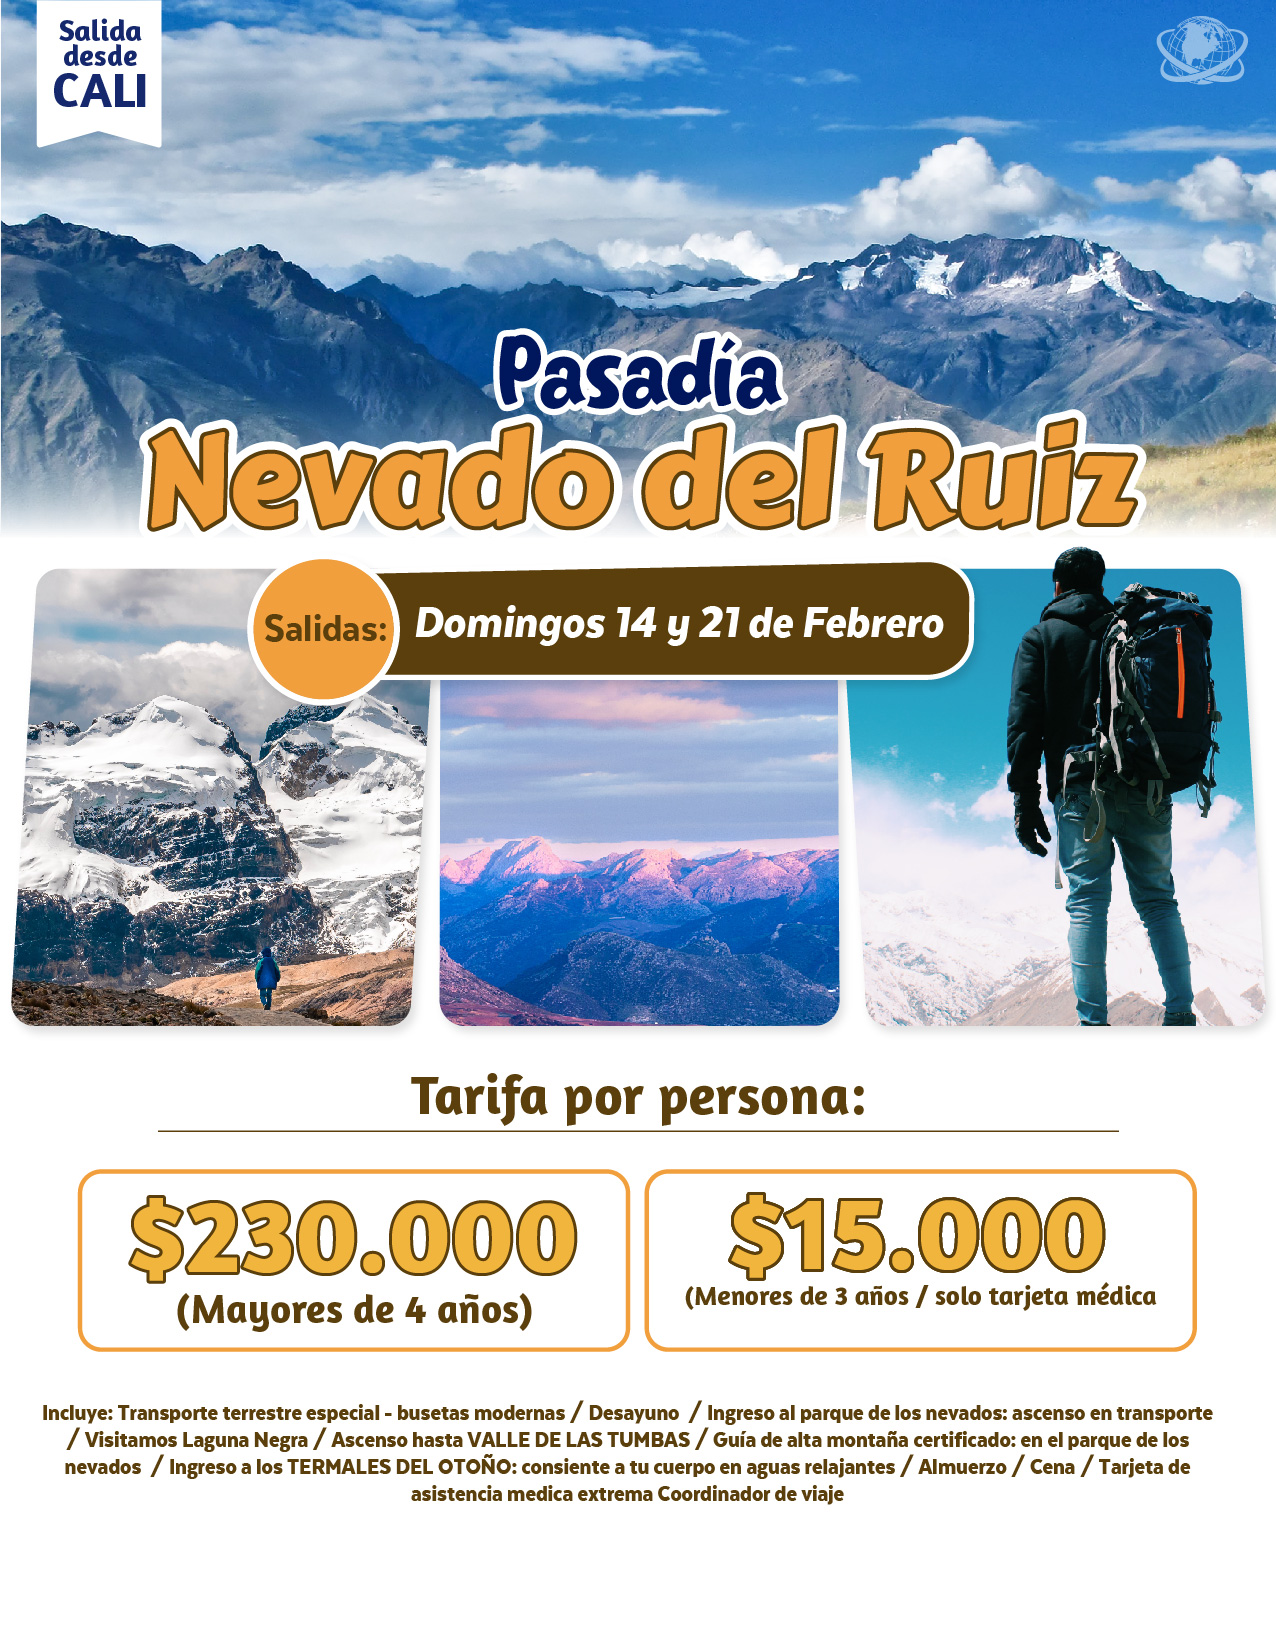 Salida
desde
CALI
Pasadía
Nevado del Ruiz
Salidas:
Domingos 14 y 21 de Febrero
Tarifa por persona:
$230.000
(Mayores de 4 años)
$15.000
(Menores de 3 años / solo tarjeta médica
Incluye: Transporte terrestre especial - busetas modernas / Desayuno / Ingreso al parque de los nevados: ascenso en transporte
/ Visitamos Laguna Negra / Ascenso hasta VALLE DE LAS TUMBAS / Guía de alta montaña certificado: en el parque de los
nevados / Ingreso a los TERMALES DEL OTOÑO: consiente a tu cuerpo en aguas relajantes / Almuerzo / Cena / Tarjeta de
asistencia medica extrema Coordinador de viaje